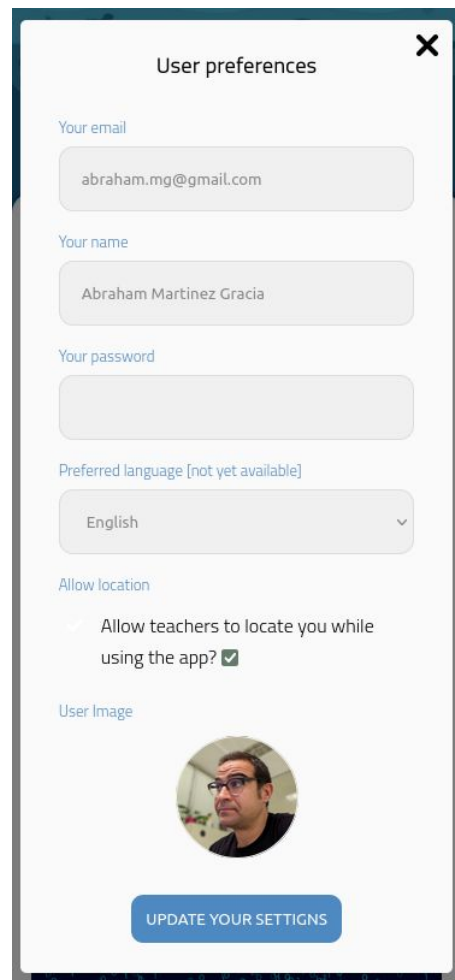 User preferences
Your email
abraham.mg@gmail.com
Your name
Abraham Martinez Gracia
Your password
Preferred language [not yet available]
English
Allow location
Allow teachers to locate you while
using the app?
User Image
UPDATE YOUR SETTIGNS